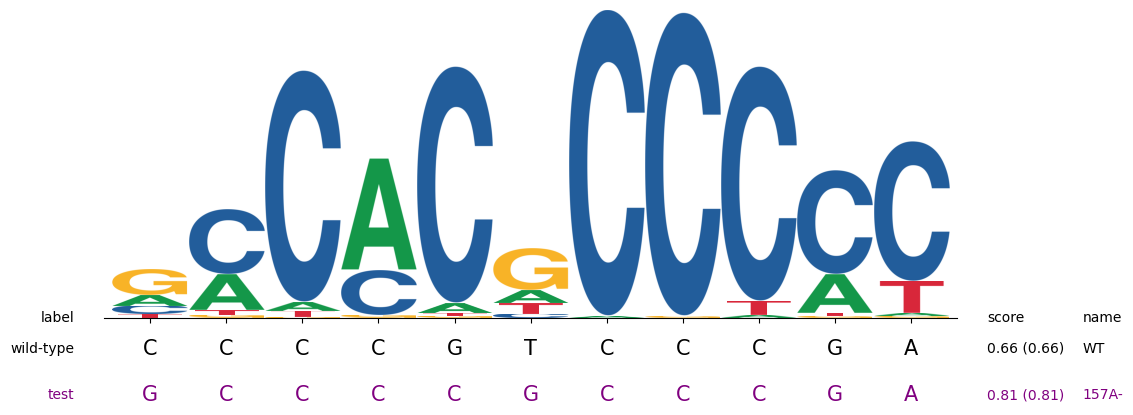 G C C A C G C C C C C
A A A C A A T A T
C T T T T T
T C
label score name
wild-type C C C C G T C C C G A 0.66 (0.66) WT
test G C C C C G C C C G A 0.81 (0.81) 157A-